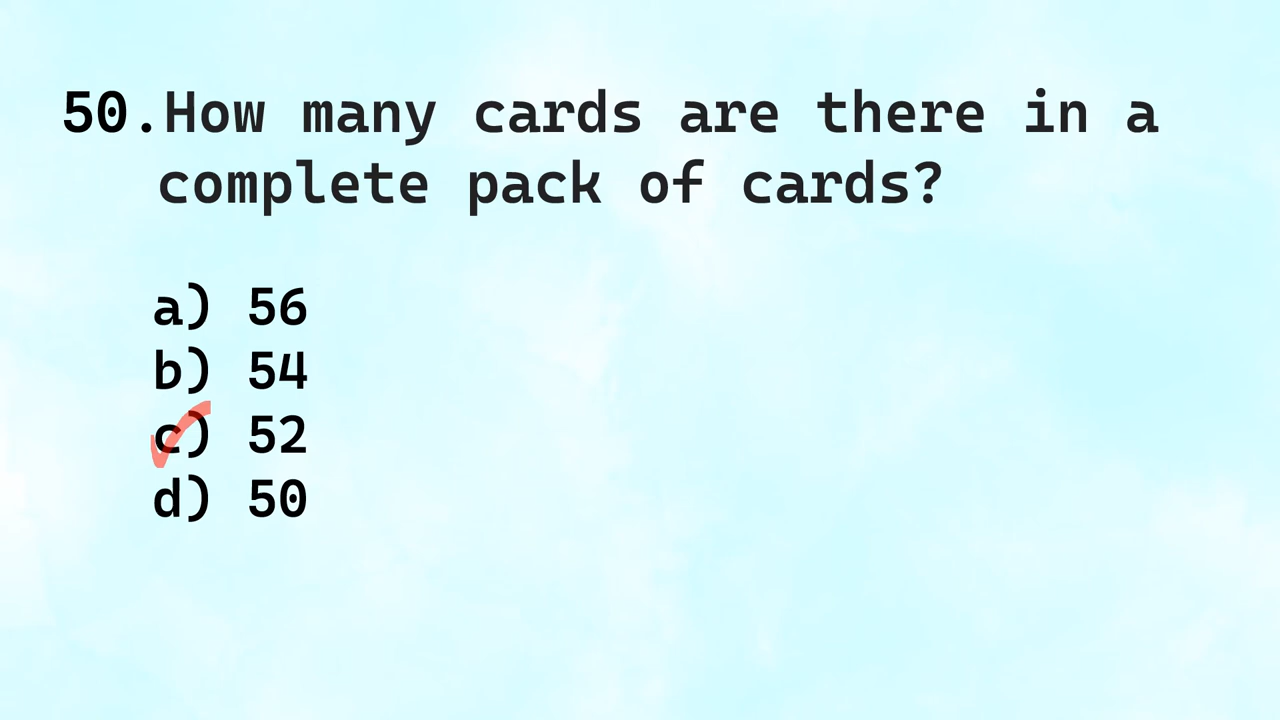 50.How many cards are there in a
complete pack of cards?
a) 56
b) 54
c) 52
d) 50